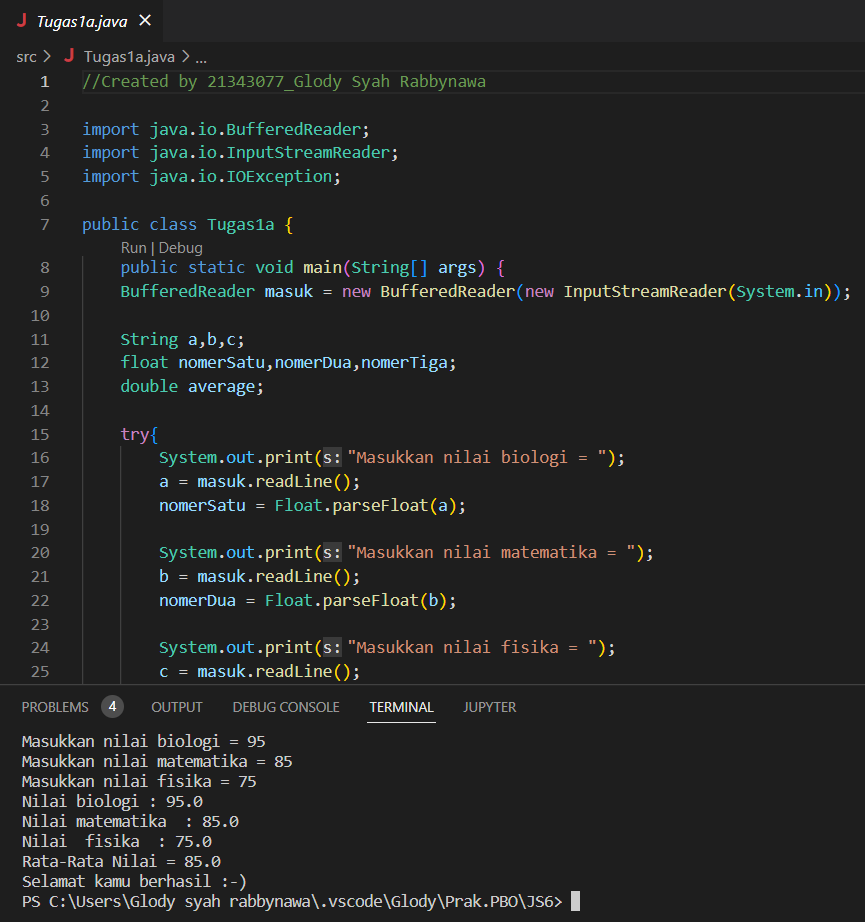 J Tugas1a.java ×
src > J Tugas1a.java > ...
1 //Created by 21343077_Glody Syah Rabbynawa
2
3 import java.io.BufferedReader;
4 import java.io.InputStreamReader;
5 import java.io.IOException;
6
7 public class Tugas1a {
Run | Debug
8 public static void main(String[] args) {
9 BufferedReader masuk = new BufferedReader(new InputStreamReader(System.in));
10
11 String a,b,c;
12 float nomerSatu,nomerDua,nomerTiga;
13 double average;
14
15 try{
16 System.out.print(s: "Masukkan nilai biologi = ");
17 a = masuk.readLine();
18 nomerSatu = Float.parseFloat(a);
19
20 System.out.print(s: "Masukkan nilai matematika = ");
21 b = masuk.readLine();
22 nomerDua = Float.parseFloat(b);
23
24 System.out.print(s: "Masukkan nilai fisika = ");
25 c = masuk.readLine();
PROBLEMS 4 OUTPUT DEBUG CONSOLE TERMINAL JUPYTER
Masukkan nilai biologi = 95
Masukkan nilai matematika = 85
Masukkan nilai fisika = 75
Nilai biologi : 95.0
Nilai matematika  : 85.0
Nilai  fisika  : 75.0
Rata-Rata Nilai = 85.0
Selamat kamu berhasil :-)
PS C:\Users\Glody syah rabbynawa\.vscode\Glody\Prak.PBO\JS6>